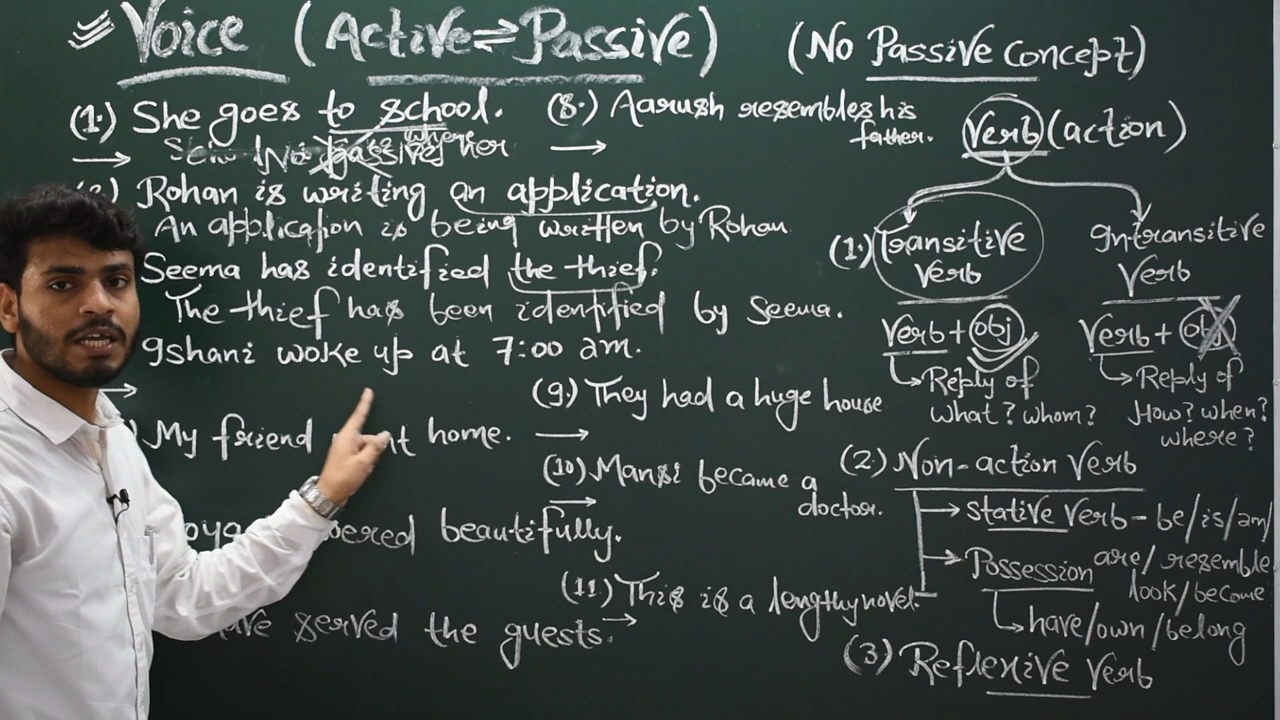 Voice (Active⇌Passive)
(No Passive concept)
(1.) She goes to school.
→ [No passive] where her
Rohan is writing an application.
An application is being written by Rohan
Seema has identified the thief.
The thief has been identified by Seema.
Ishani woke up at 7:00 am.
→
My friend home.
beautifully.
served the guests.
(8.) Aarush resembles his
father.
→
(9.) They had a huge house
→
(10) Mansi became a
doctor.
→
(11) This is a lengthy novel.
→
Verb (action)
(1) Transitive
Verb
Verb + obj
Reply of
what? whom?
Intransitive
Verb
Verb + obj
Reply of
How? when?
where?
(2) Non-action Verb
→ stative Verb - be/is/am/
are/resemble
look/become
→ Possession
have/own/belong
(3) Reflexive Verb